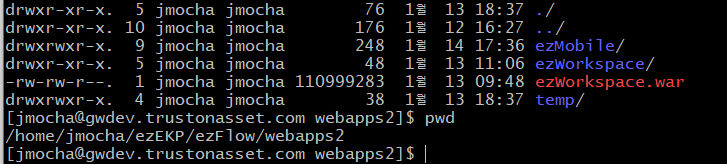 drwxr-xr-x. 5 jmocha jmocha 76 1월 13 18:37 ./
drwxr-xr-x. 10 jmocha jmocha 176 1월 12 16:27 ../
drwxrwxr-x. 9 jmocha jmocha 248 1월 14 17:36 ezMobile/
drwxr-xr-x. 5 jmocha jmocha 48 1월 13 11:06 ezWorkspace/
-rw-rw-r--. 1 jmocha jmocha 110999283 1월 13 09:48 ezWorkspace.war
drwxrwxr-x. 4 jmocha jmocha 38 1월 13 18:37 temp/
[jmocha@gwdev.trustonasset.com webapps2]$ pwd
/home/jmocha/ezEKP/ezFlow/webapps2
[jmocha@gwdev.trustonasset.com webapps2]$